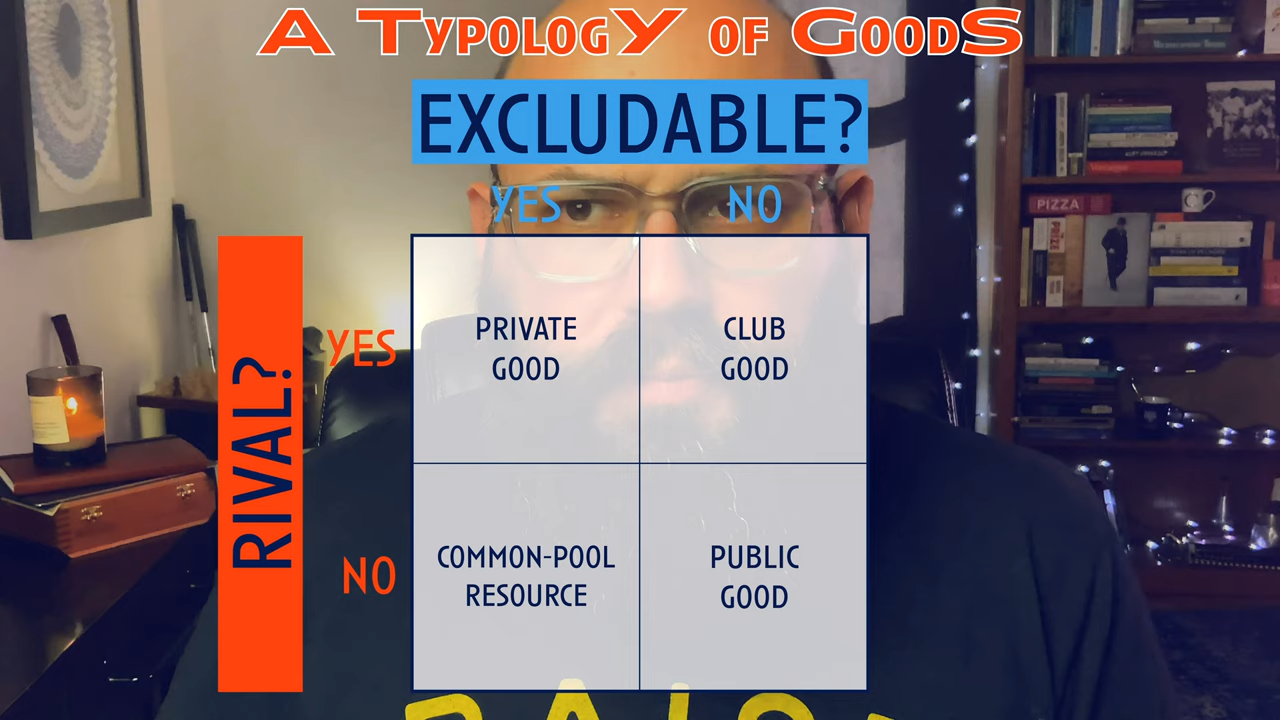 A Typology of Goods
EXCLUDABLE?
YES NO
RIVAL?
YES
PRIVATE
GOOD
CLUB
GOOD
NO
COMMON-POOL
RESOURCE
PUBLIC
GOOD
PIZZA
PRIZE